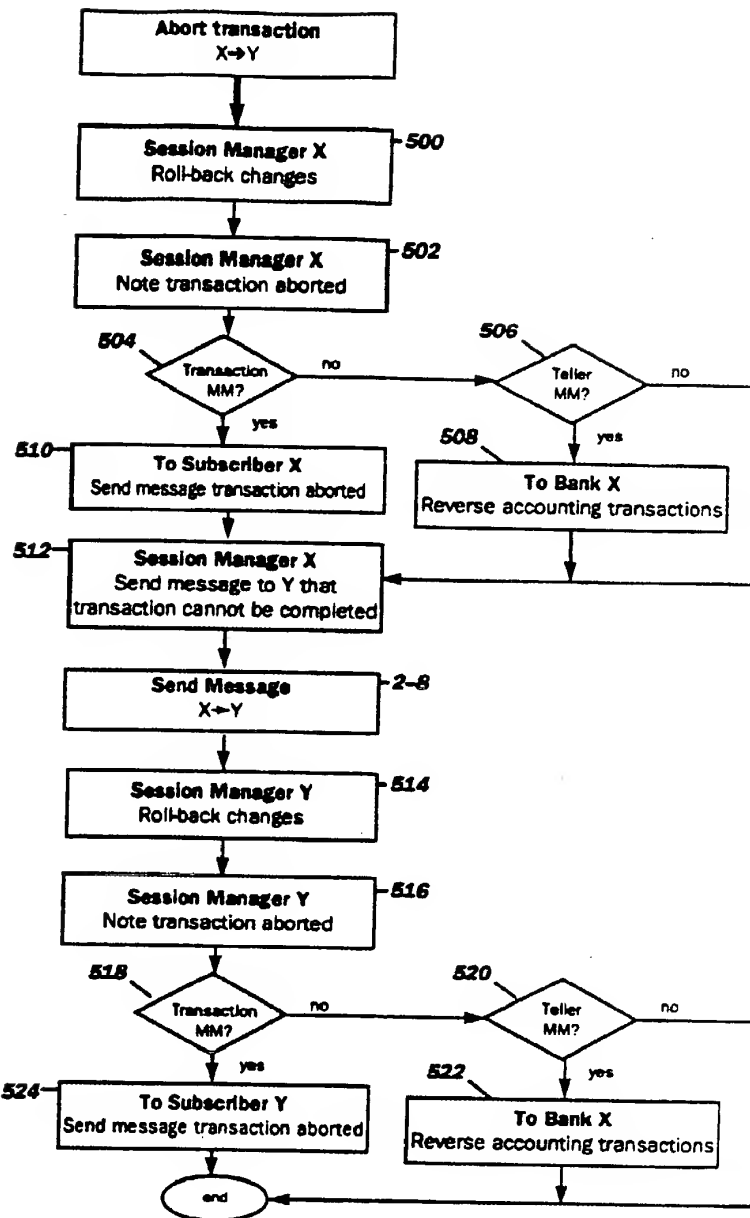 Abort transaction
X→Y
Session Manager X
Roll-back changes
500
Session Manager X
Note transaction aborted
502
504
Transaction
MM?
no
yes
506
Teller
MM?
no
yes
510
To Subscriber X
Send message transaction aborted
508
To Bank X
Reverse accounting transactions
512
Session Manager X
Send message to Y that
transaction cannot be completed
Send Message
X→Y
2-8
Session Manager Y
Roll-back changes
514
Session Manager Y
Note transaction aborted
516
518
Transaction
MM?
no
yes
520
Teller
MM?
no
yes
524
To Subscriber Y
Send message transaction aborted
522
To Bank X
Reverse accounting transactions
end